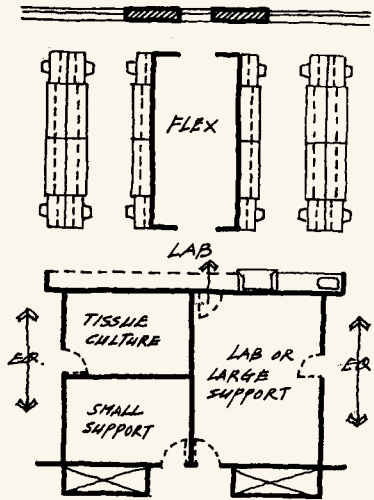 FLEX
LAB
TISSUE
CULTURE
EQ.
LAB OR
LARGE
SUPPORT
EQ
SMALL
SUPPORT